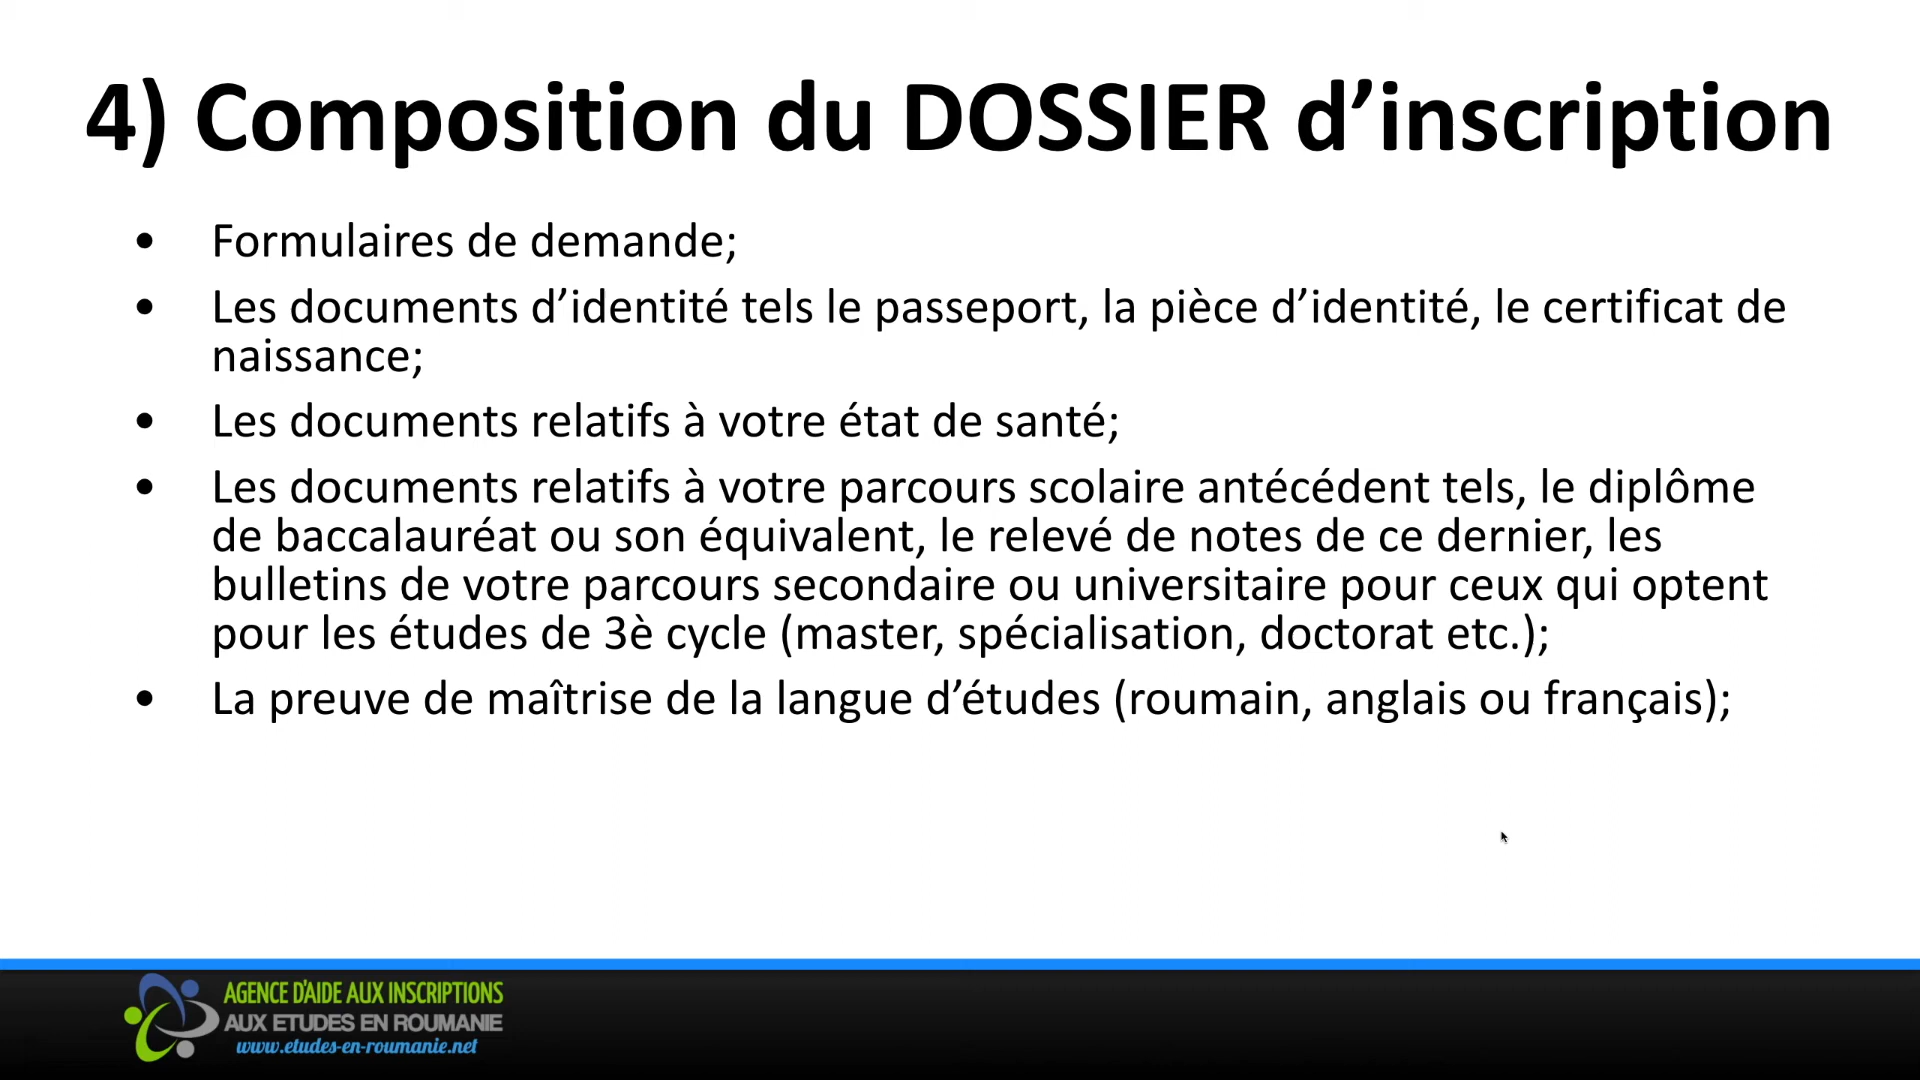 4) Composition du DOSSIER d’inscription
• Formulaires de demande;
• Les documents d’identité tels le passeport, la pièce d’identité, le certificat de
naissance;
• Les documents relatifs à votre état de santé;
• Les documents relatifs à votre parcours scolaire antécédent tels, le diplôme
de baccalauréat ou son équivalent, le relevé de notes de ce dernier, les
bulletins de votre parcours secondaire ou universitaire pour ceux qui optent
pour les études de 3è cycle (master, spécialisation, doctorat etc.);
• La preuve de maîtrise de la langue d’études (roumain, anglais ou français);
AGENCE D'AIDE AUX INSCRIPTIONS
AUX ETUDES EN ROUMANIE
www.etudes-en-roumanie.net